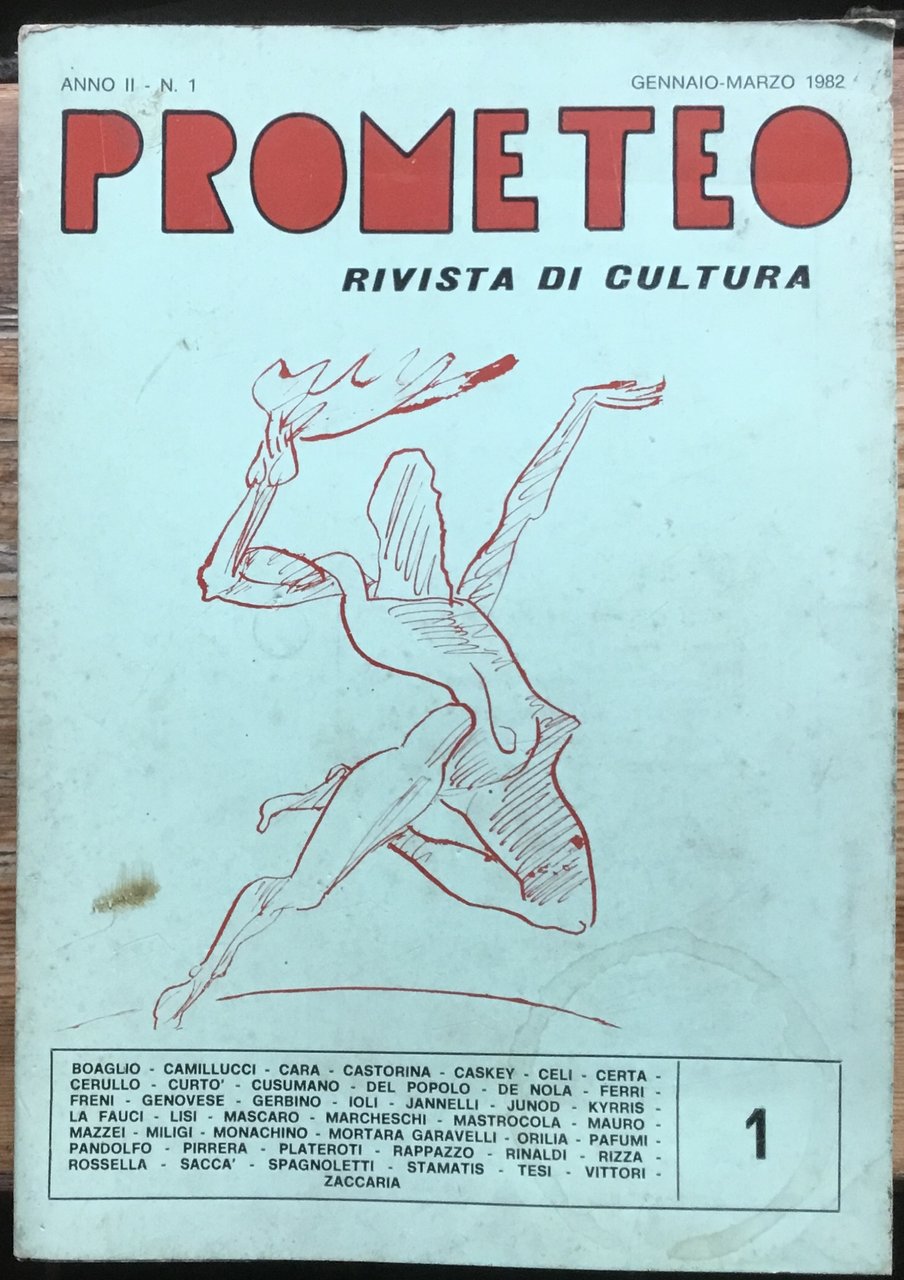 ANNO II - N. 1
GENNAIO-MARZO 1982
PROMETEO
RIVISTA DI CULTURA
BOAGLIO - CAMILLUCCI - CARA - CASTORINA - CASKEY - CELI - CERTA -
CERULLO - CURTO' - CUSUMANO - DEL POPOLO - DE NOLA - FERRI -
FRENI - GENOVESE - GERBINO - IOLI - JANNELLI - JUNOD - KYRRIS -
LA FAUCI - LISI - MASCARO - MARCHESCHI - MASTROCOLA - MAURO -
MAZZEI - MILIGI - MONACHINO - MORTARA GARAVELLI - ORILIA - PAFUMI -
PANDOLFO - PIRRERA - PLATEROTI - RAPPAZZO - RINALDI - RIZZA -
ROSSELLA - SACCA' - SPAGNOLETTI - STAMATIS - TESI - VITTORI -
ZACCARIA
1